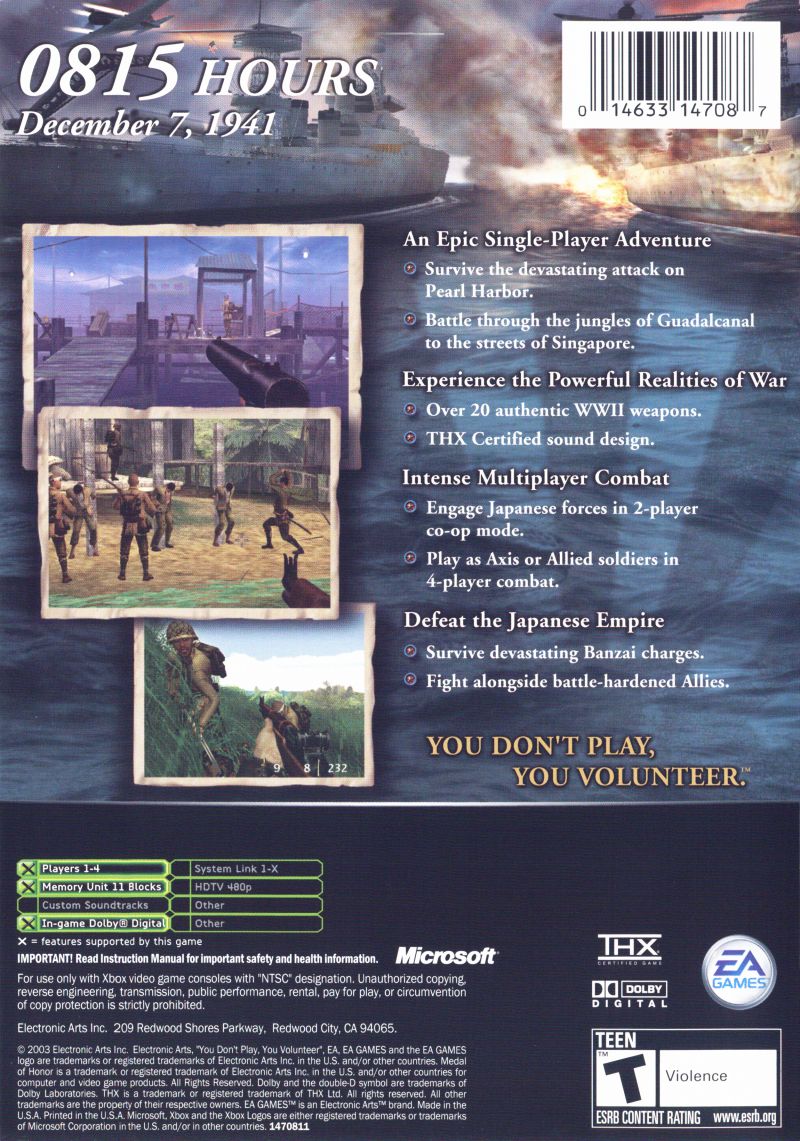 0815 HOURS
December 7, 1941
0 14633 14708 7
An Epic Single-Player Adventure
Survive the devastating attack on
Pearl Harbor.
Battle through the jungles of Guadalcanal
to the streets of Singapore.
Experience the Powerful Realities of War
Over 20 authentic WWII weapons.
THX Certified sound design.
Intense Multiplayer Combat
Engage Japanese forces in 2-player
co-op mode.
Play as Axis or Allied soldiers in
4-player combat.
Defeat the Japanese Empire
Survive devastating Banzai charges.
Fight alongside battle-hardened Allies.
9 8 | 232
YOU DON'T PLAY,
YOU VOLUNTEER.™
Players 1-4
System Link 1-X
Memory Unit 11 Blocks
HDTV 480p
Custom Soundtracks
Other
In-game Dolby® Digital
Other
X = features supported by this game
IMPORTANT! Read Instruction Manual for important safety and health information.
Microsoft®
For use only with Xbox video game consoles with "NTSC" designation. Unauthorized copying,
reverse engineering, transmission, public performance, rental, pay for play, or circumvention
of copy protection is strictly prohibited.
Electronic Arts Inc. 209 Redwood Shores Parkway, Redwood City, CA 94065.
© 2003 Electronic Arts Inc. Electronic Arts, "You Don't Play, You Volunteer", EA, EA GAMES and the EA GAMES
logo are trademarks or registered trademarks of Electronic Arts Inc. in the U.S. and/or other countries. Medal
of Honor is a trademark or registered trademark of Electronic Arts Inc. in the U.S. and/or other countries for
computer and video game products. All Rights Reserved. Dolby and the double-D symbol are trademarks of
Dolby Laboratories. THX is a trademark or registered trademark of THX Ltd. All rights reserved. All other
trademarks are the property of their respective owners. EA GAMES™ is an Electronic Arts™ brand. Made in the
U.S.A. Printed in the U.S.A. Microsoft, Xbox and the Xbox Logos are either registered trademarks or trademarks
of Microsoft Corporation in the U.S. and/or in other countries. 1470811
THX
CERTIFIED GAME
DOLBY
DIGITAL
EA
GAMES™
TEEN
T™
Violence
ESRB CONTENT RATING www.esrb.org